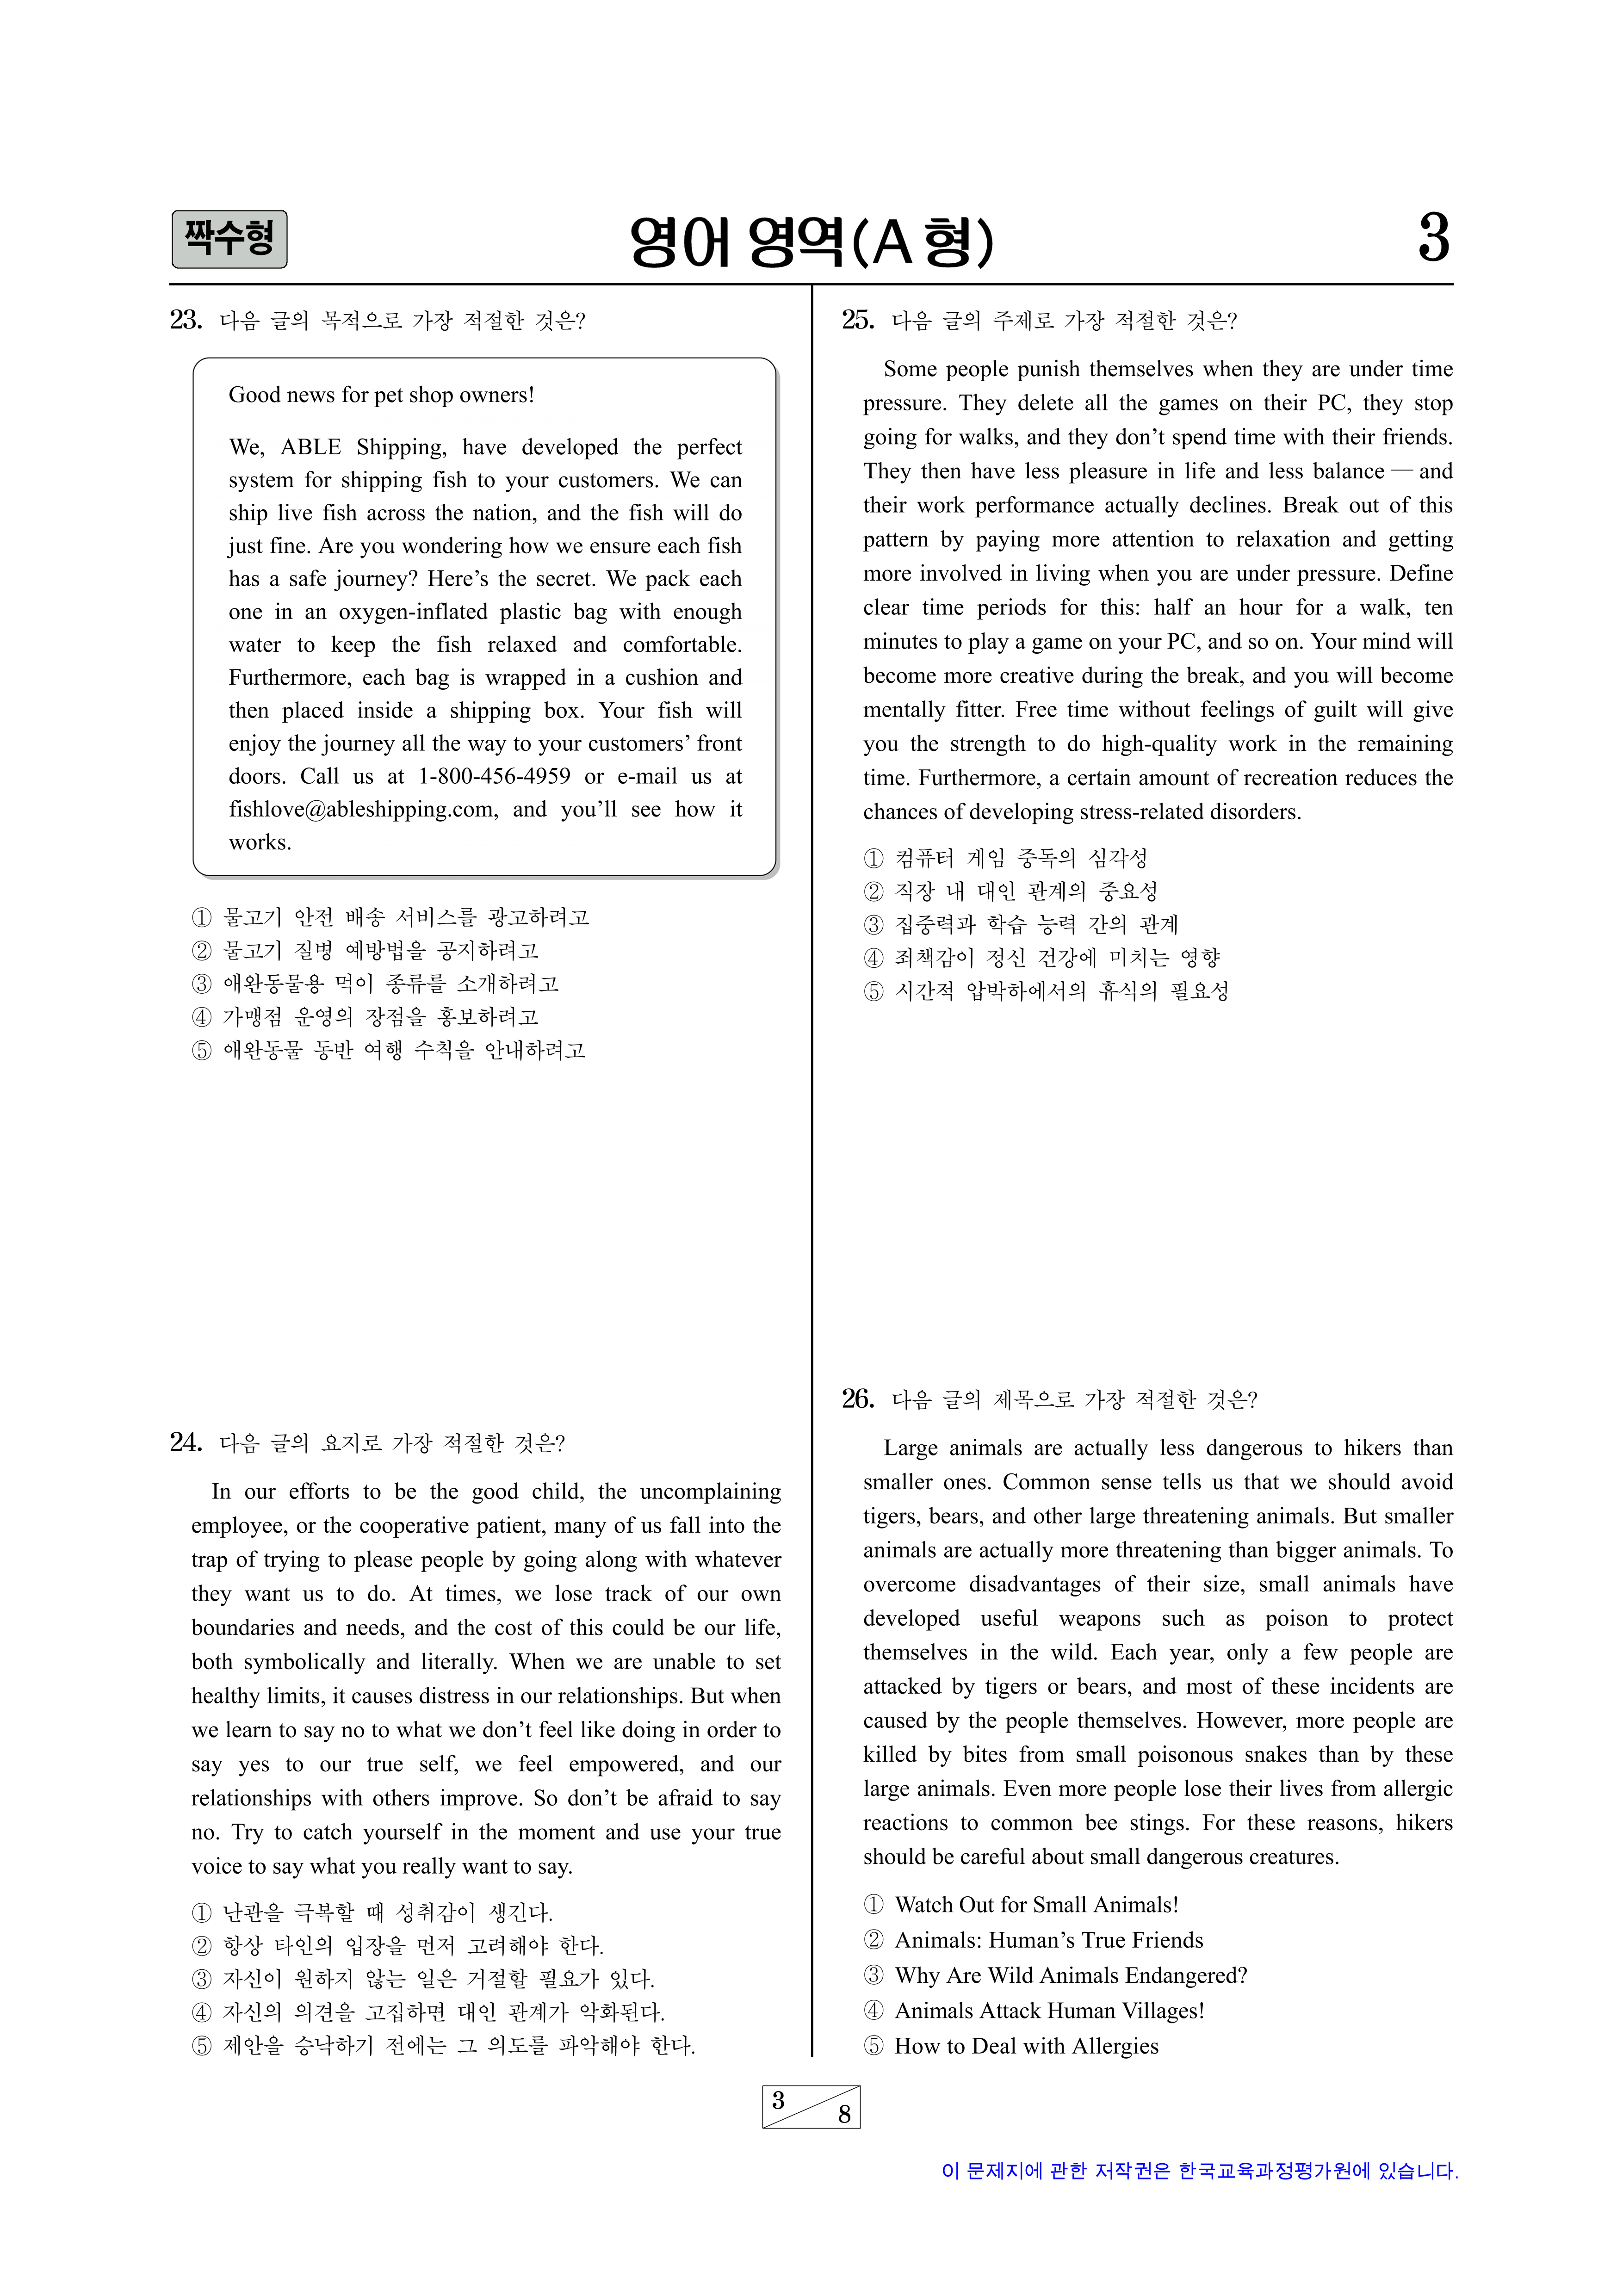 짝수형
영어 영역(A 형)
3
23. 다음 글의 목적으로 가장 적절한 것은?
Good news for pet shop owners!
We, ABLE Shipping, have developed the perfect
system for shipping fish to your customers. We can
ship live fish across the nation, and the fish will do
just fine. Are you wondering how we ensure each fish
has a safe journey? Here’s the secret. We pack each
one in an oxygen-inflated plastic bag with enough
water to keep the fish relaxed and comfortable.
Furthermore, each bag is wrapped in a cushion and
then placed inside a shipping box. Your fish will
enjoy the journey all the way to your customers’ front
doors. Call us at 1-800-456-4959 or e-mail us at
fishlove@ableshipping.com, and you’ll see how it
works.
① 물고기 안전 배송 서비스를 광고하려고
② 물고기 질병 예방법을 공지하려고
③ 애완동물용 먹이 종류를 소개하려고
④ 가맹점 운영의 장점을 홍보하려고
⑤ 애완동물 동반 여행 수칙을 안내하려고
24. 다음 글의 요지로 가장 적절한 것은?
In our efforts to be the good child, the uncomplaining
employee, or the cooperative patient, many of us fall into the
trap of trying to please people by going along with whatever
they want us to do. At times, we lose track of our own
boundaries and needs, and the cost of this could be our life,
both symbolically and literally. When we are unable to set
healthy limits, it causes distress in our relationships. But when
we learn to say no to what we don’t feel like doing in order to
say yes to our true self, we feel empowered, and our
relationships with others improve. So don’t be afraid to say
no. Try to catch yourself in the moment and use your true
voice to say what you really want to say.
① 난관을 극복할 때 성취감이 생긴다.
② 항상 타인의 입장을 먼저 고려해야 한다.
③ 자신이 원하지 않는 일은 거절할 필요가 있다.
④ 자신의 의견을 고집하면 대인 관계가 악화된다.
⑤ 제안을 승낙하기 전에는 그 의도를 파악해야 한다.
25. 다음 글의 주제로 가장 적절한 것은?
Some people punish themselves when they are under time
pressure. They delete all the games on their PC, they stop
going for walks, and they don’t spend time with their friends.
They then have less pleasure in life and less balance — and
their work performance actually declines. Break out of this
pattern by paying more attention to relaxation and getting
more involved in living when you are under pressure. Define
clear time periods for this: half an hour for a walk, ten
minutes to play a game on your PC, and so on. Your mind will
become more creative during the break, and you will become
mentally fitter. Free time without feelings of guilt will give
you the strength to do high-quality work in the remaining
time. Furthermore, a certain amount of recreation reduces the
chances of developing stress-related disorders.
① 컴퓨터 게임 중독의 심각성
② 직장 내 대인 관계의 중요성
③ 집중력과 학습 능력 간의 관계
④ 죄책감이 정신 건강에 미치는 영향
⑤ 시간적 압박하에서의 휴식의 필요성
26. 다음 글의 제목으로 가장 적절한 것은?
Large animals are actually less dangerous to hikers than
smaller ones. Common sense tells us that we should avoid
tigers, bears, and other large threatening animals. But smaller
animals are actually more threatening than bigger animals. To
overcome disadvantages of their size, small animals have
developed useful weapons such as poison to protect
themselves in the wild. Each year, only a few people are
attacked by tigers or bears, and most of these incidents are
caused by the people themselves. However, more people are
killed by bites from small poisonous snakes than by these
large animals. Even more people lose their lives from allergic
reactions to common bee stings. For these reasons, hikers
should be careful about small dangerous creatures.
① Watch Out for Small Animals!
② Animals: Human’s True Friends
③ Why Are Wild Animals Endangered?
④ Animals Attack Human Villages!
⑤ How to Deal with Allergies
3
8
이 문제지에 관한 저작권은 한국교육과정평가원에 있습니다.